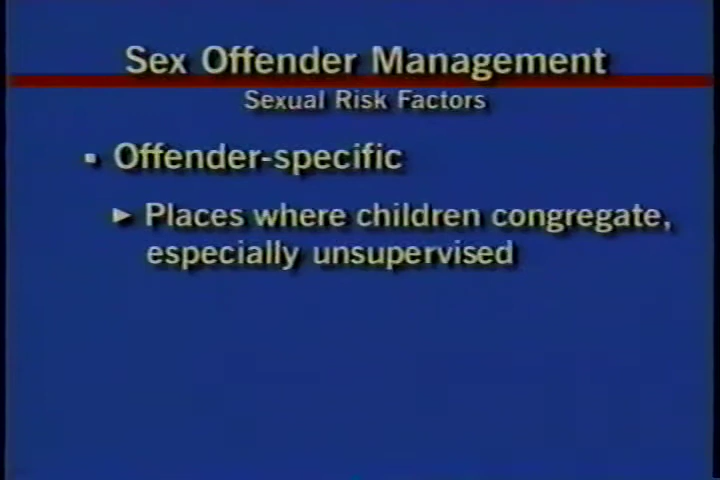 Sex Offender Management
Sexual Risk Factors
▪ Offender-specific
► Places where children congregate,
especially unsupervised